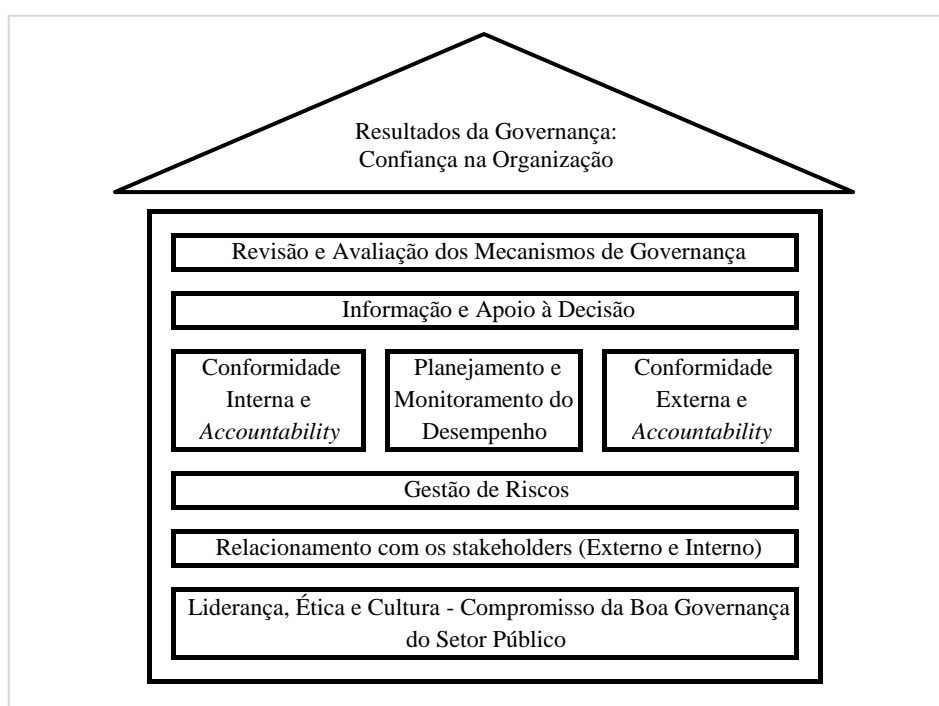 Resultados da Governança:
Confiança na Organização
Revisão e Avaliação dos Mecanismos de Governança
Informação e Apoio à Decisão
Conformidade
Interna e
Accountability
Planejamento e
Monitoramento do
Desempenho
Conformidade
Externa e
Accountability
Gestão de Riscos
Relacionamento com os stakeholders (Externo e Interno)
Liderança, Ética e Cultura - Compromisso da Boa Governança
do Setor Público